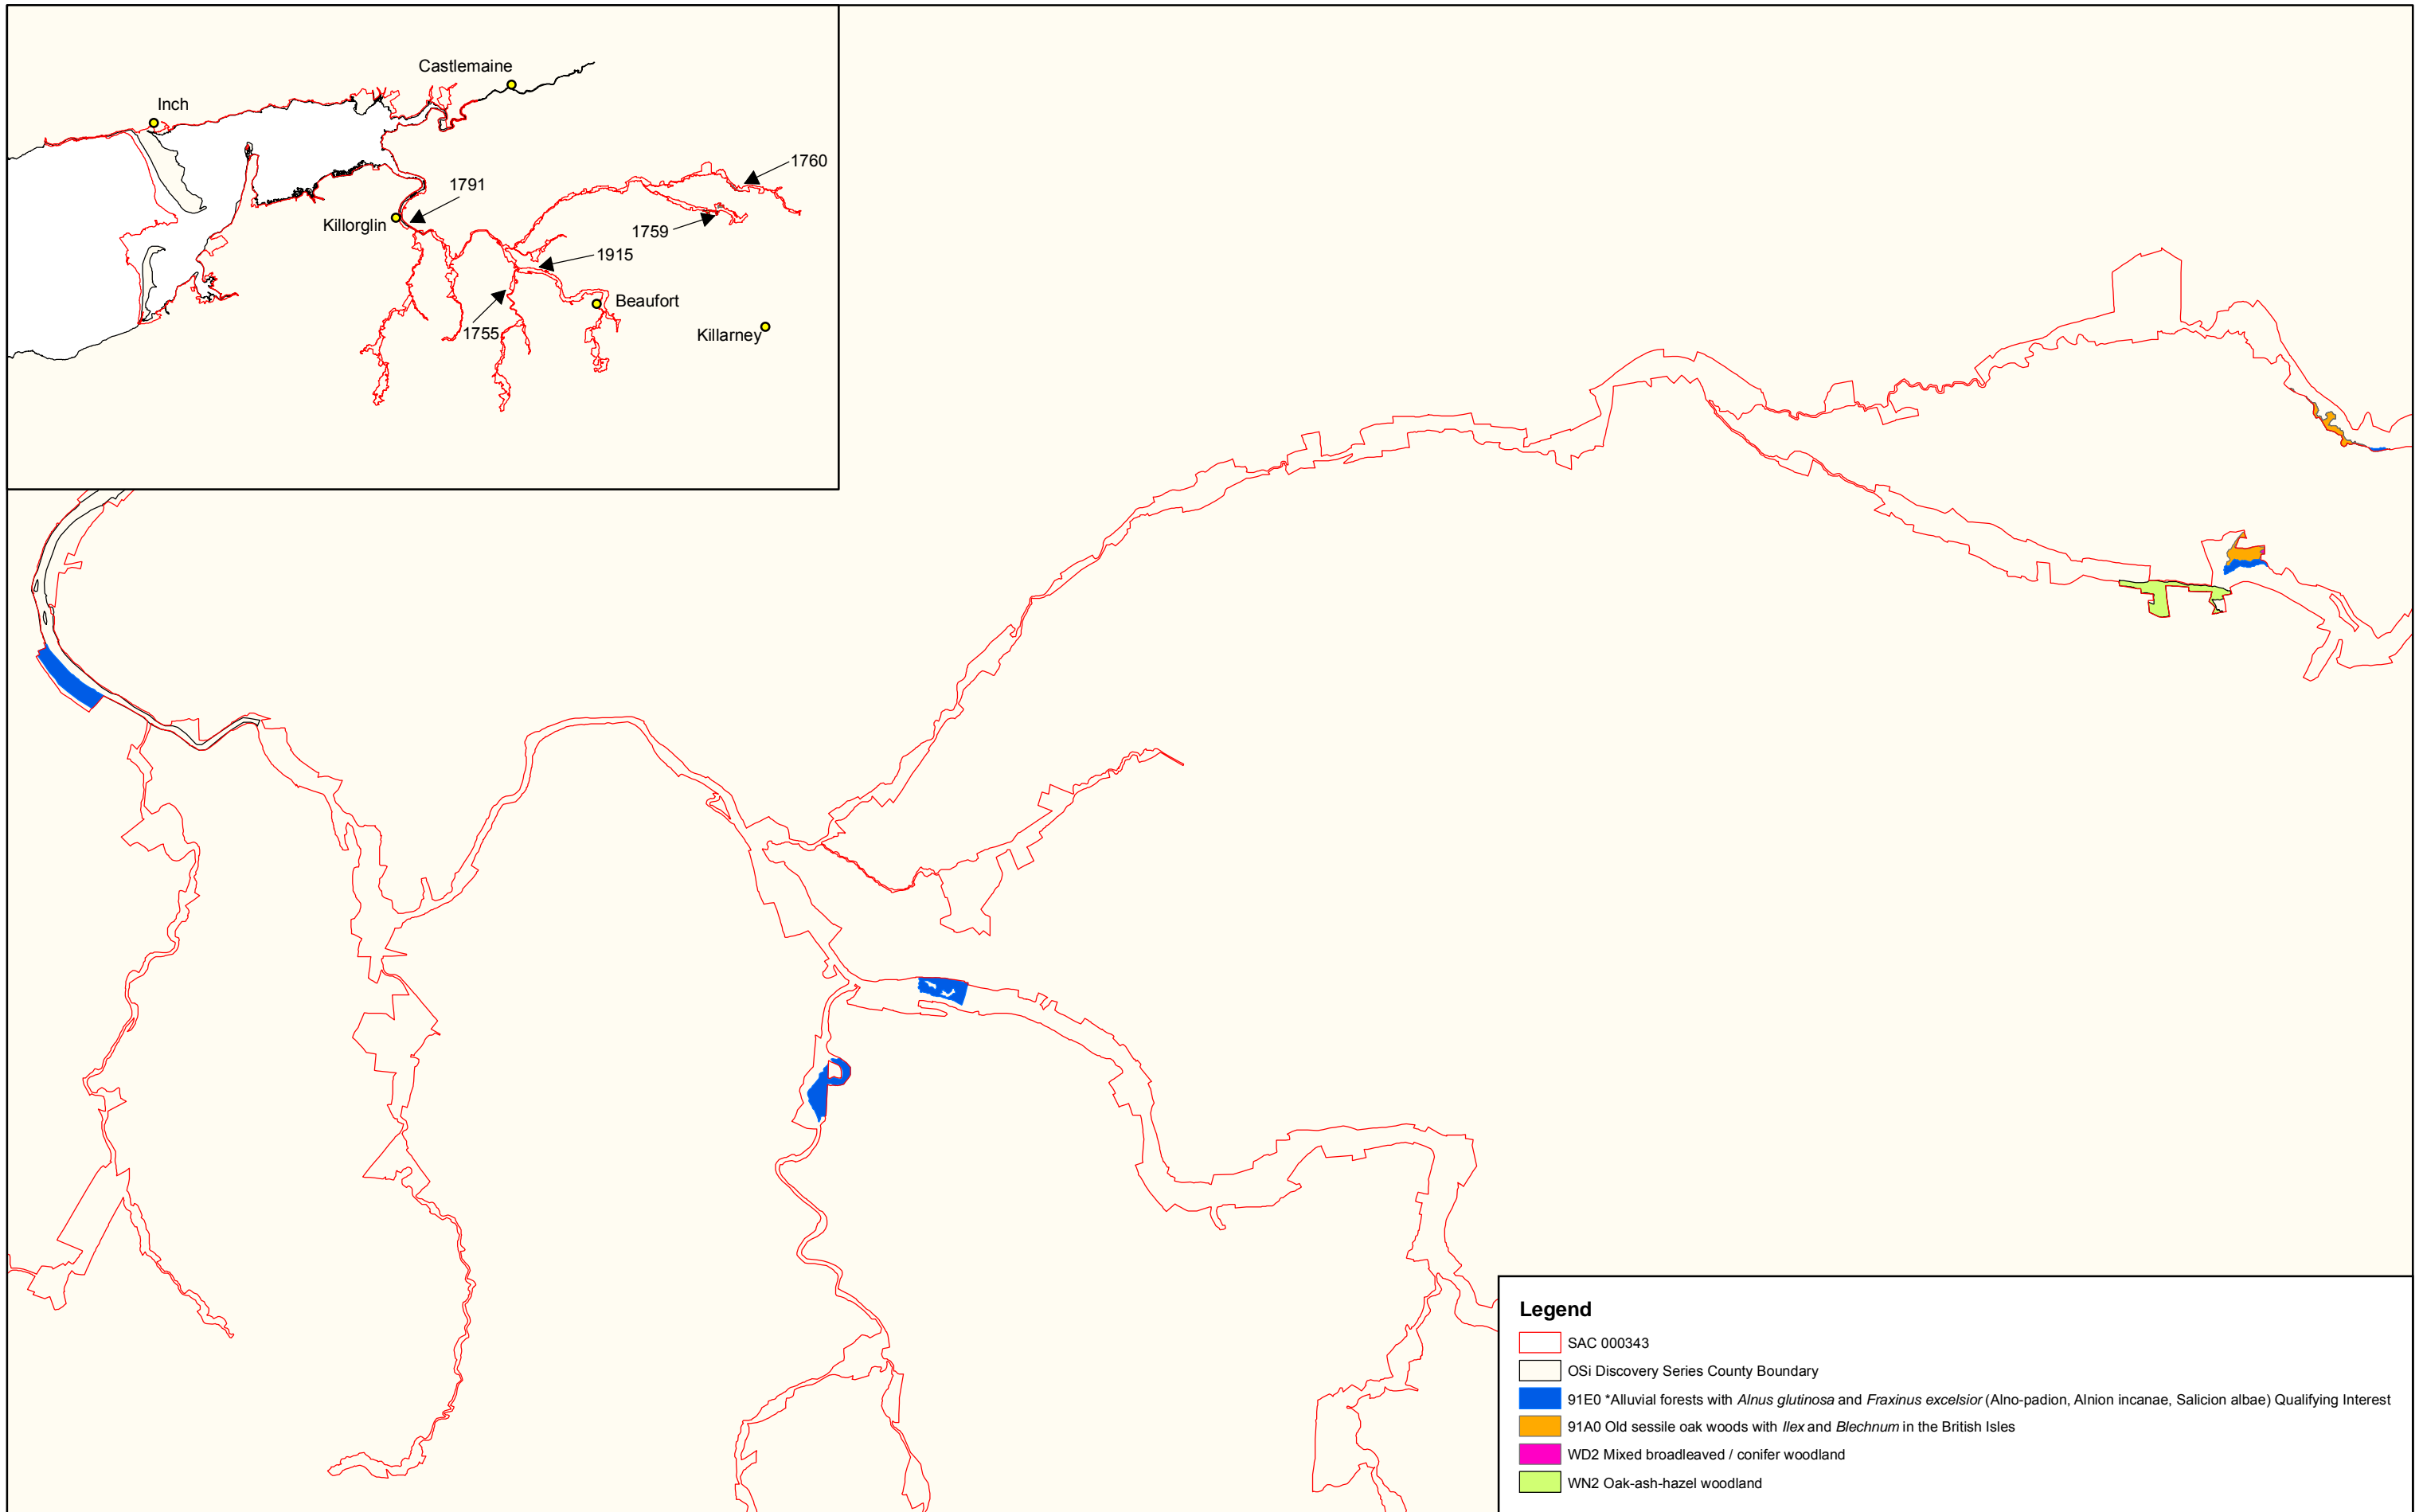 Castlemaine
Inch
1760
1791
Killorglin
1759
1915
Beaufort
1755
Killarney
Legend
SAC 000343
OSi Discovery Series County Boundary
91E0 *Alluvial forests with Alnus glutinosa and Fraxinus excelsior (Alno-padion, Alnion incanae, Salicion albae) Qualifying Interest
91A0 Old sessile oak woods with Ilex and Blechnum in the British Isles
WD2 Mixed broadleaved / conifer woodland
WN2 Oak-ash-hazel woodland